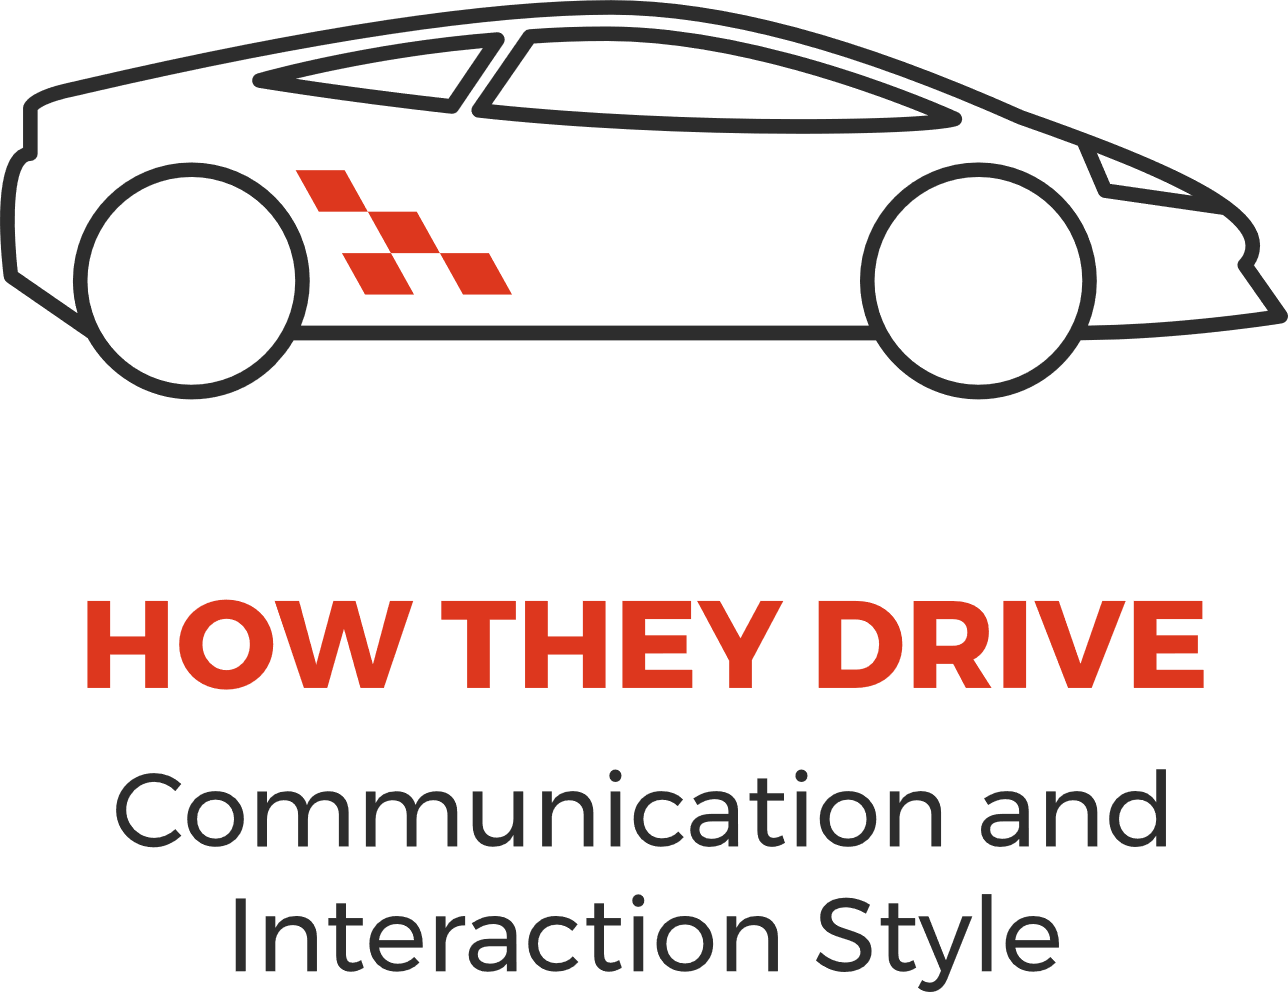 HOW THEY DRIVE
Communication and
Interaction Style